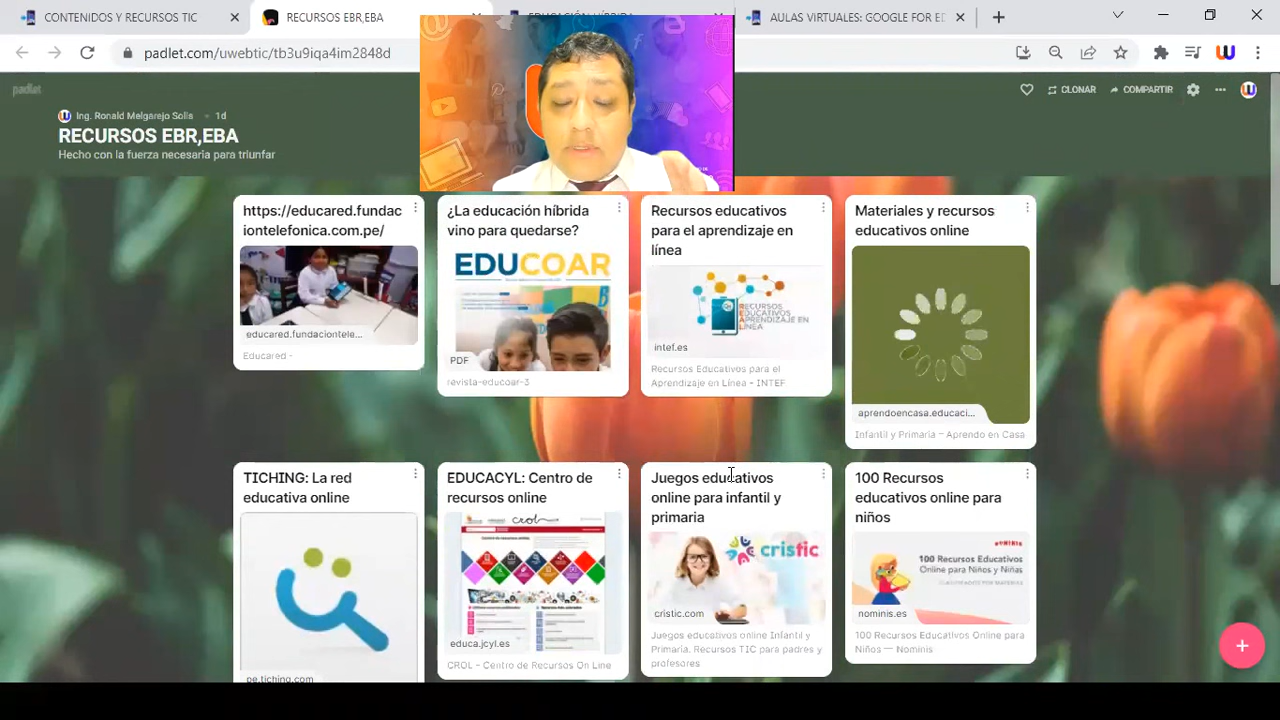 CONTENIDOS Y RECURSOS TIC
RECURSOS EBR,EBA
EDUCACIÓN HÍBRIDA
AULAS VIRTUALES: GOOGLE FOR ED
padlet.com/uwebtic/tb3u9iqa4im2848d
padlet
CLONAR
COMPARTIR
Ing. Ronald Melgarejo Solis • 1d
RECURSOS EBR,EBA
Hecho con la fuerza necesaria para triunfar
https://educared.fundac
iontelefonica.com.pe/
educared.fundaciontele...
Educared -
¿La educación híbrida
vino para quedarse?
EDUCOAR
PDF
revista-educoar-3
Recursos educativos
para el aprendizaje en
línea
RECURSOS
EDUCATIVOS
APRENDIZAJE
EN LÍNEA
intef.es
Recursos Educativos para el
Aprendizaje en Línea - INTEF
Materiales y recursos
educativos online
aprendoencasa.educaci...
Infantil y Primaria – Aprendo en Casa
TICHING: La red
educativa online
pe.tiching.com
EDUCACYL: Centro de
recursos online
crol
educa.jcyl.es
CROL - Centro de Recursos On Line
Juegos educativos
online para infantil y
primaria
cristic
cristic.com
Juegos educativos online Infantil y
Primaria. Recursos TIC para padres y
profesores
100 Recursos
educativos online para
niños
NOMINIS
100 Recursos Educativos
Online para Niños y Niñas
nominis.es
100 Recursos Educativos Online para
Niños — Nominis